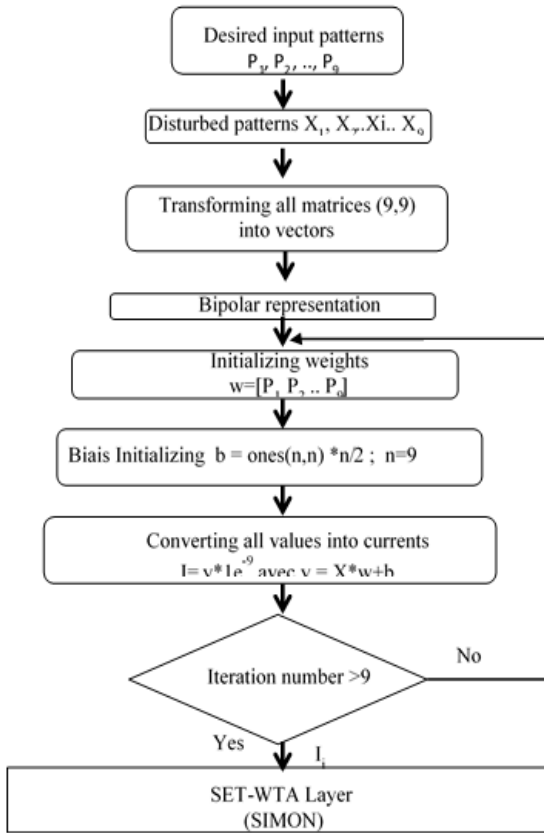 Desired input patterns
P₁, P₂, .., P₉
Disturbed patterns X₁, X₂,.Xi.. X₉
Transforming all matrices (9,9)
into vectors
Bipolar representation
Initializing weights
w=[P₁ P₂ .. P₉]
Biais Initializing b = ones(n,n) *n/2 ; n=9
Converting all values into currents
I= y*1e⁻⁹ avec y = X*w+b
Iteration number >9
No
Yes
Iᵢ
SET-WTA Layer
(SIMON)